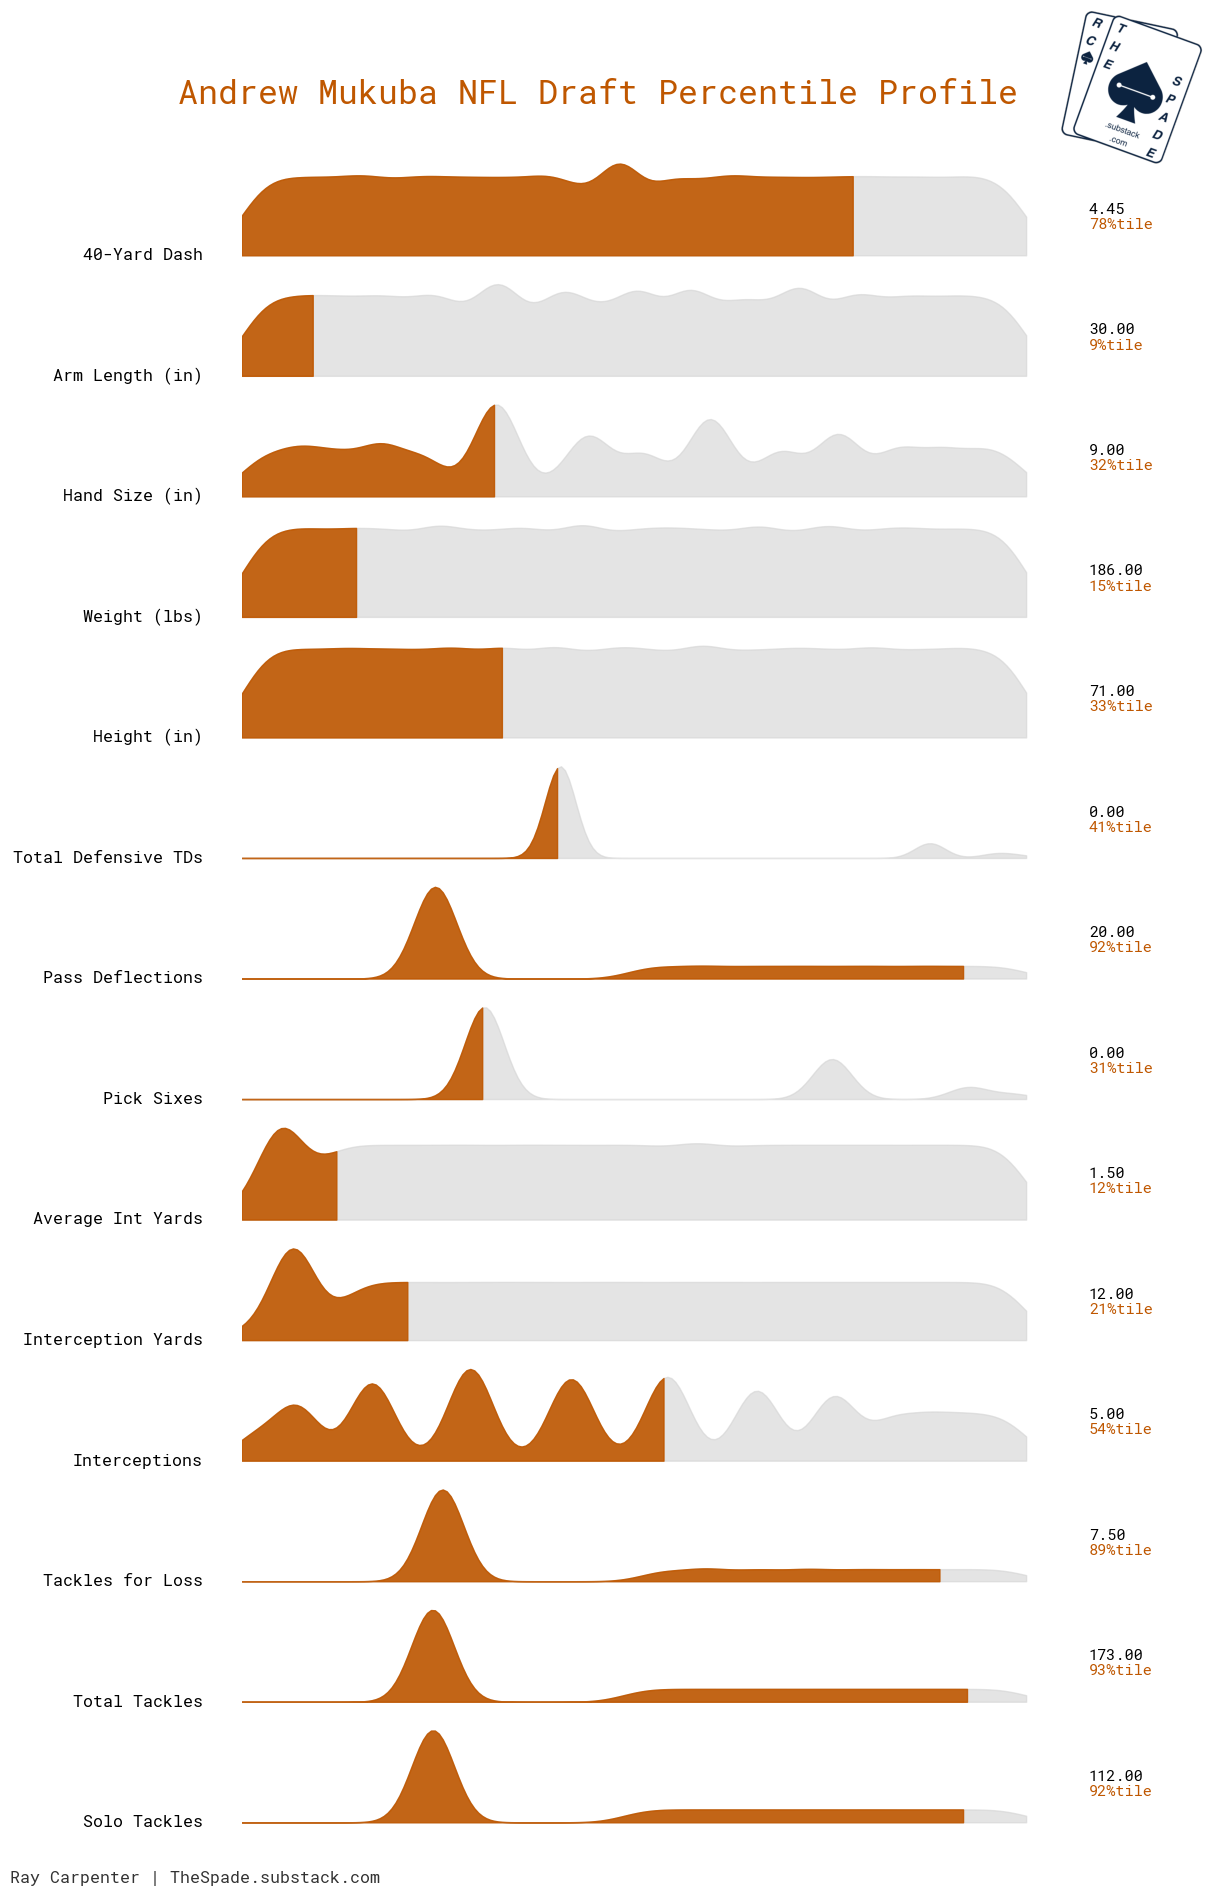 R
C
THE
SPADE
.substack
.com
Andrew Mukuba NFL Draft Percentile Profile
40-Yard Dash
4.45
78%tile
Arm Length (in)
30.00
9%tile
Hand Size (in)
9.00
32%tile
Weight (lbs)
186.00
15%tile
Height (in)
71.00
33%tile
Total Defensive TDs
0.00
41%tile
Pass Deflections
20.00
92%tile
Pick Sixes
0.00
31%tile
Average Int Yards
1.50
12%tile
Interception Yards
12.00
21%tile
Interceptions
5.00
54%tile
Tackles for Loss
7.50
89%tile
Total Tackles
173.00
93%tile
Solo Tackles
112.00
92%tile
Ray Carpenter | TheSpade.substack.com